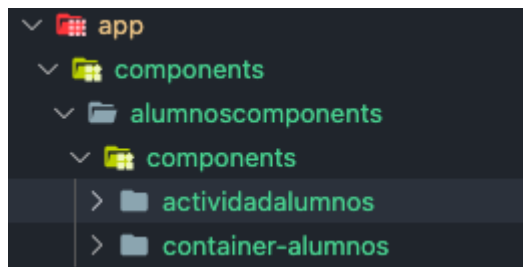 app
components
alumnoscomponents
components
actividadalumnos
container-alumnos